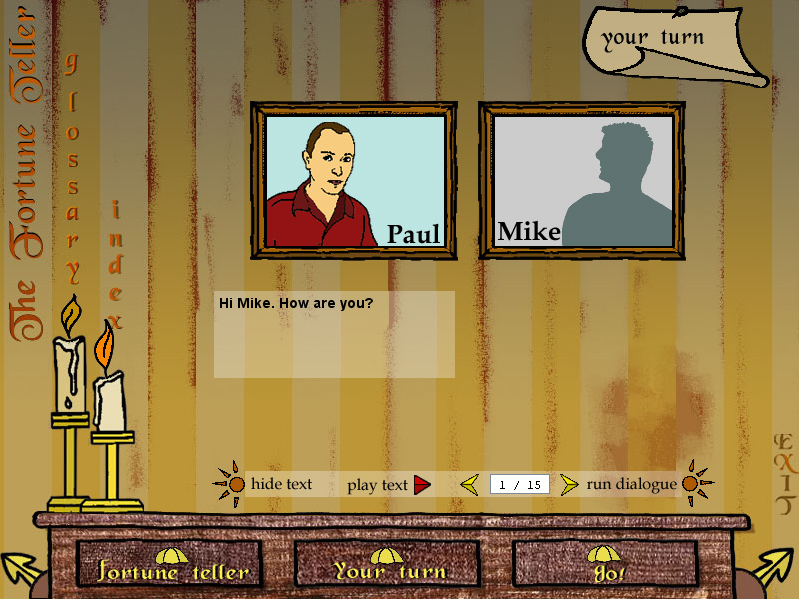 The Fortune Teller
glossary
index
your turn
Paul
Mike
Hi Mike. How are you?
hide text
play text
1 / 15
run dialogue
EXIT
fortune teller
Your turn
go!